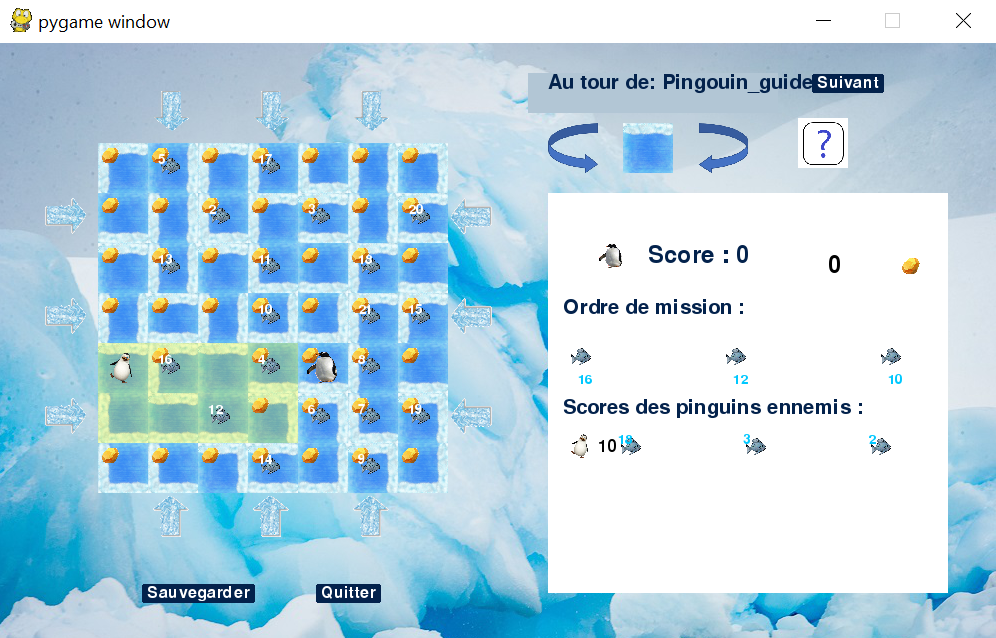 pygame window
Au tour de: Pingouin_guide Suivant
?
5 17
2 3 20
Score : 0 0
13 11 18
Ordre de mission :
10 21 15
16 4 8
16 12 10
12 6 7 19
Scores des pinguins ennemis :
10 18 3 2
14 9
Sauvegarder Quitter